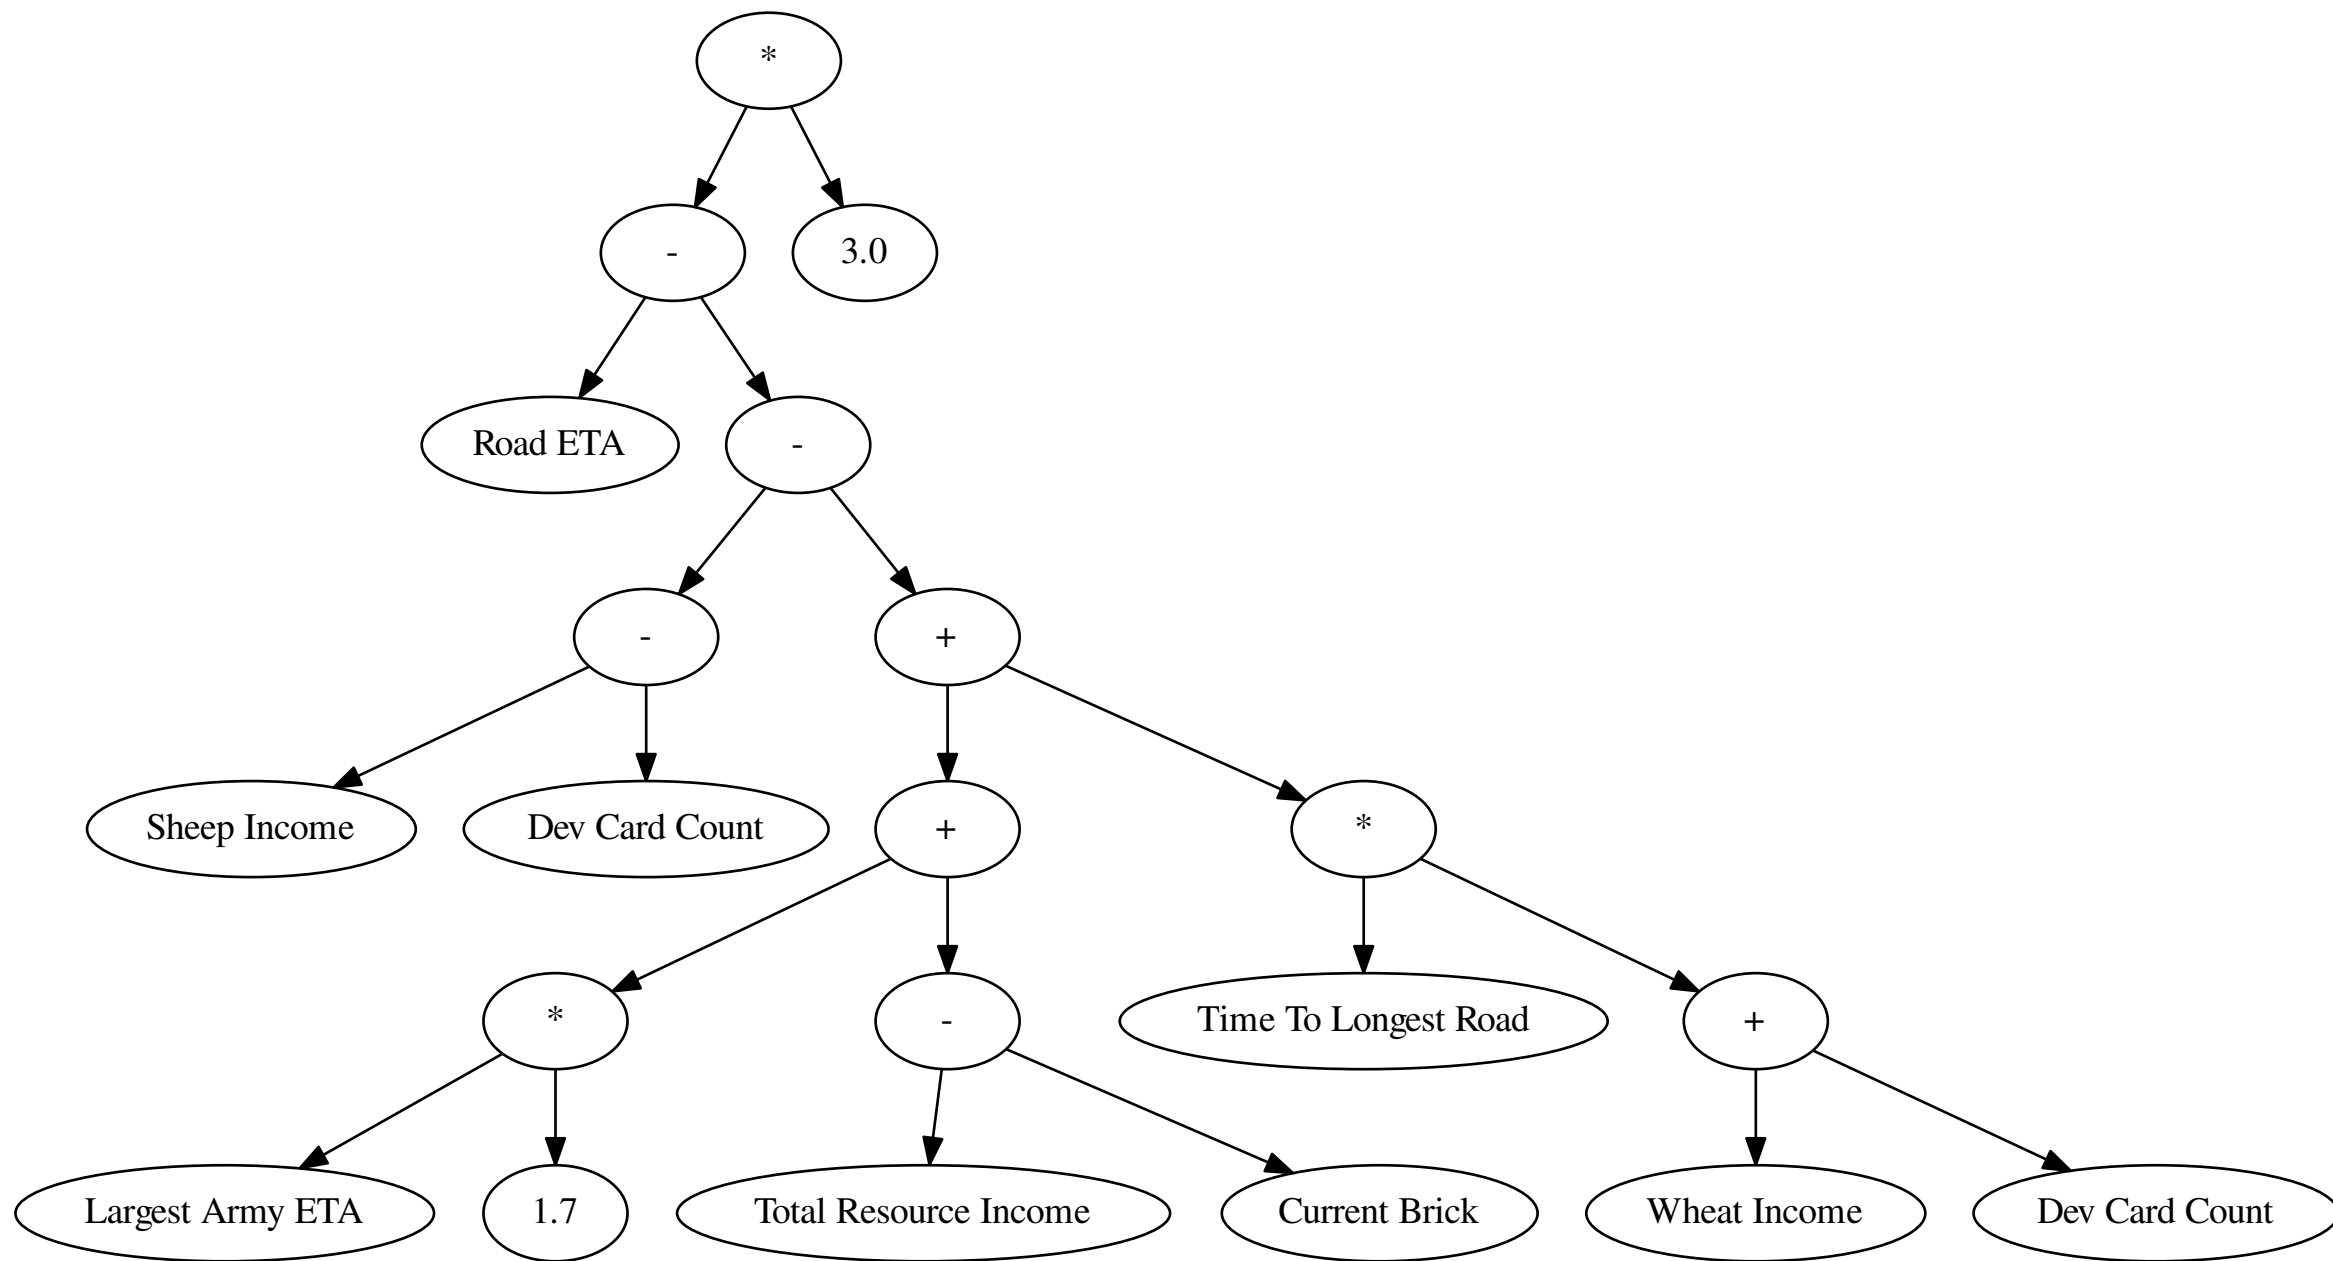 *
-
3.0
Road ETA
-
-
+
Sheep Income
Dev Card Count
+
*
*
-
Time To Longest Road
+
Largest Army ETA
1.7
Total Resource Income
Current Brick
Wheat Income
Dev Card Count